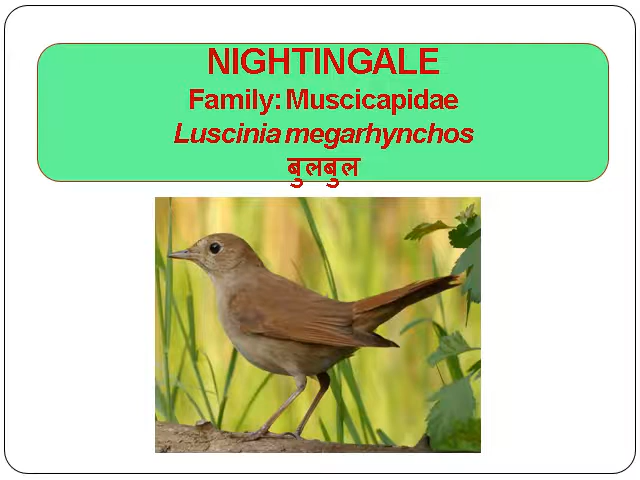 NIGHTINGALE
Family: Muscicapidae
Luscinia megarhynchos
बुलबुल